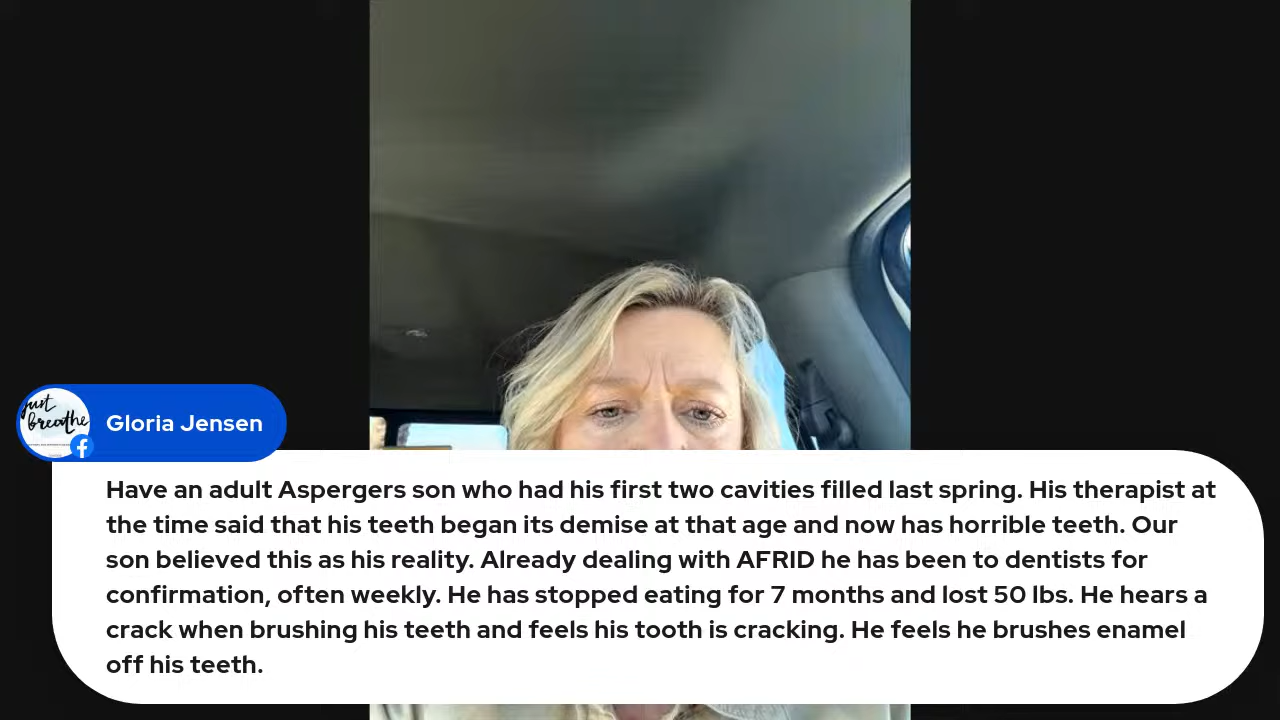 just
breathe
Gloria Jensen
Have an adult Aspergers son who had his first two cavities filled last spring. His therapist at
the time said that his teeth began its demise at that age and now has horrible teeth. Our
son believed this as his reality. Already dealing with AFRID he has been to dentists for
confirmation, often weekly. He has stopped eating for 7 months and lost 50 lbs. He hears a
crack when brushing his teeth and feels his tooth is cracking. He feels he brushes enamel
off his teeth.